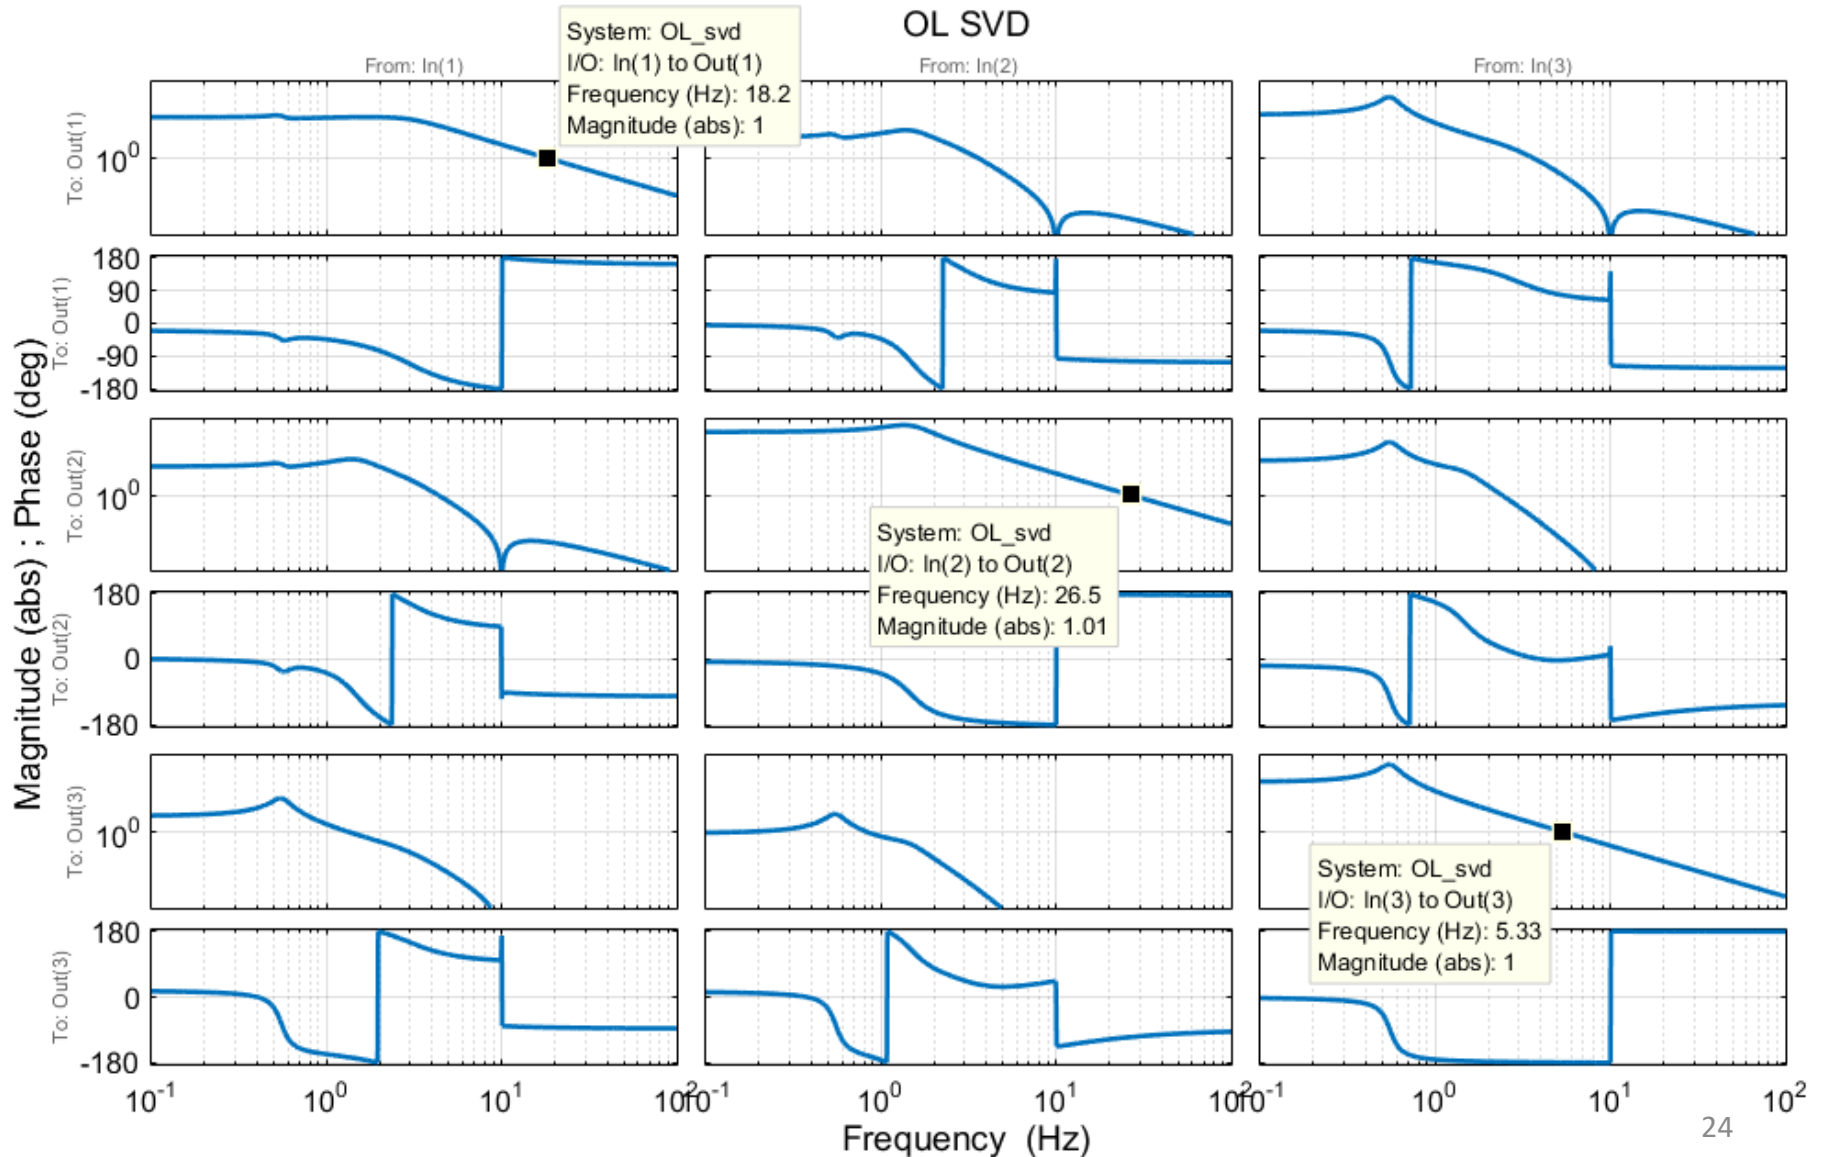 OL SVD
From: In(1)
From: In(2)
From: In(3)
System: OL_svd
I/O: In(1) to Out(1)
Frequency (Hz): 18.2
Magnitude (abs): 1
To: Out(1)
10^0
To: Out(1)
180
90
0
-90
-180
To: Out(2)
10^0
System: OL_svd
I/O: In(2) to Out(2)
Frequency (Hz): 26.5
Magnitude (abs): 1.01
To: Out(2)
180
0
-180
To: Out(3)
10^0
System: OL_svd
I/O: In(3) to Out(3)
Frequency (Hz): 5.33
Magnitude (abs): 1
To: Out(3)
180
0
-180
Magnitude (abs) ; Phase (deg)
10^-1 10^0 10^1 10^2 10^-1 10^0 10^1 10^2 10^-1 10^0 10^1 10^2
Frequency (Hz)
24